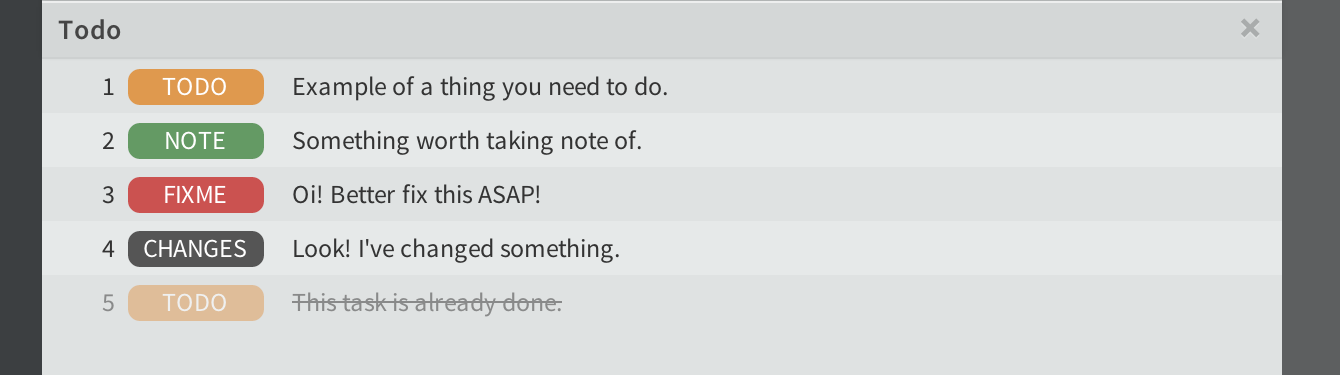 Todo
1 TODO Example of a thing you need to do.
2 NOTE Something worth taking note of.
3 FIXME Oi! Better fix this ASAP!
4 CHANGES Look! I've changed something.
5 TODO This task is already done.